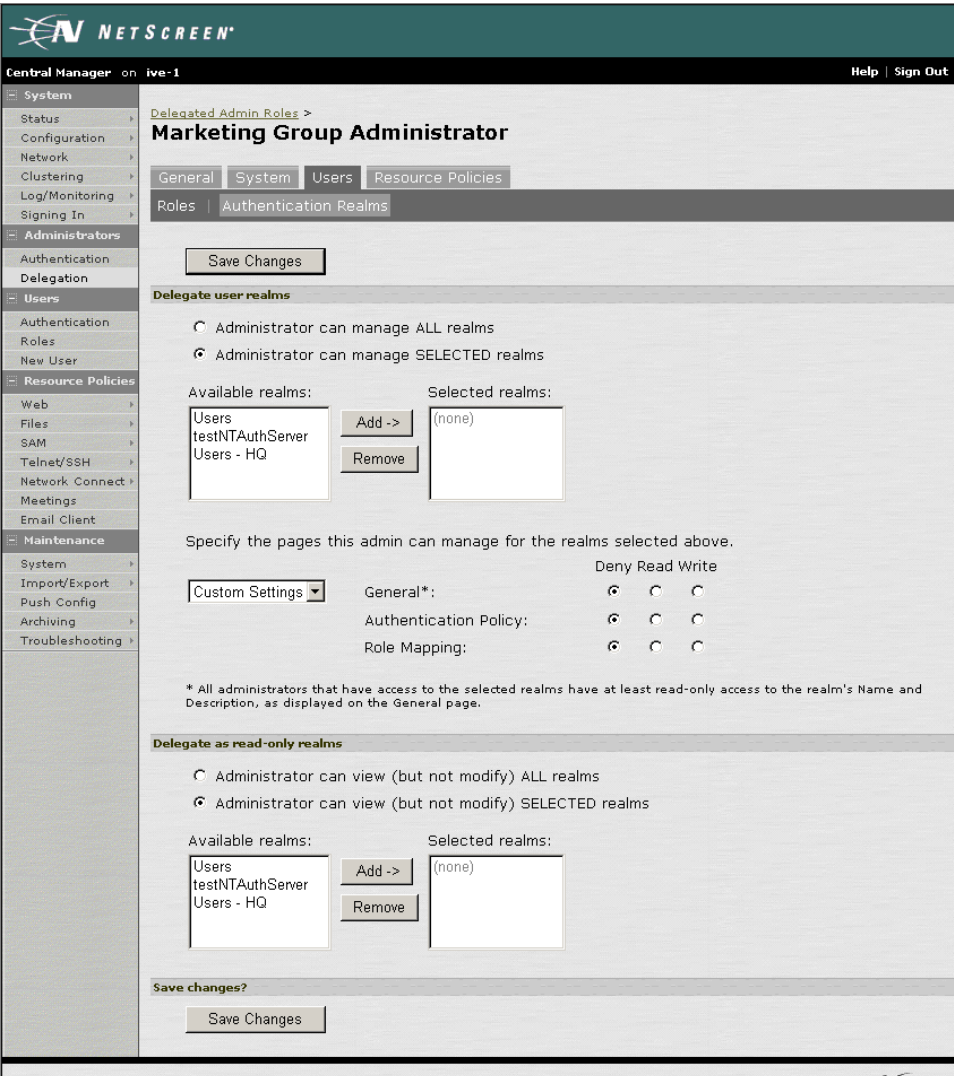 NETSCREEN®
Central Manager on ive-1
Help | Sign Out
System
Status
Configuration
Network
Clustering
Log/Monitoring
Signing In
Administrators
Authentication
Delegation
Users
Authentication
Roles
New User
Resource Policies
Web
Files
SAM
Telnet/SSH
Network Connect
Meetings
Email Client
Maintenance
System
Import/Export
Push Config
Archiving
Troubleshooting
Delegated Admin Roles >
Marketing Group Administrator
General System Users Resource Policies
Roles | Authentication Realms
Save Changes
Delegate user realms
Administrator can manage ALL realms
Administrator can manage SELECTED realms
Available realms: Selected realms:
Users
testNTAuthServer
Users - HQ
Add ->
Remove
(none)
Specify the pages this admin can manage for the realms selected above.
Deny Read Write
Custom Settings General*:
Authentication Policy:
Role Mapping:
* All administrators that have access to the selected realms have at least read-only access to the realm's Name and
Description, as displayed on the General page.
Delegate as read-only realms
Administrator can view (but not modify) ALL realms
Administrator can view (but not modify) SELECTED realms
Available realms: Selected realms:
Users
testNTAuthServer
Users - HQ
Add ->
Remove
(none)
Save changes?
Save Changes